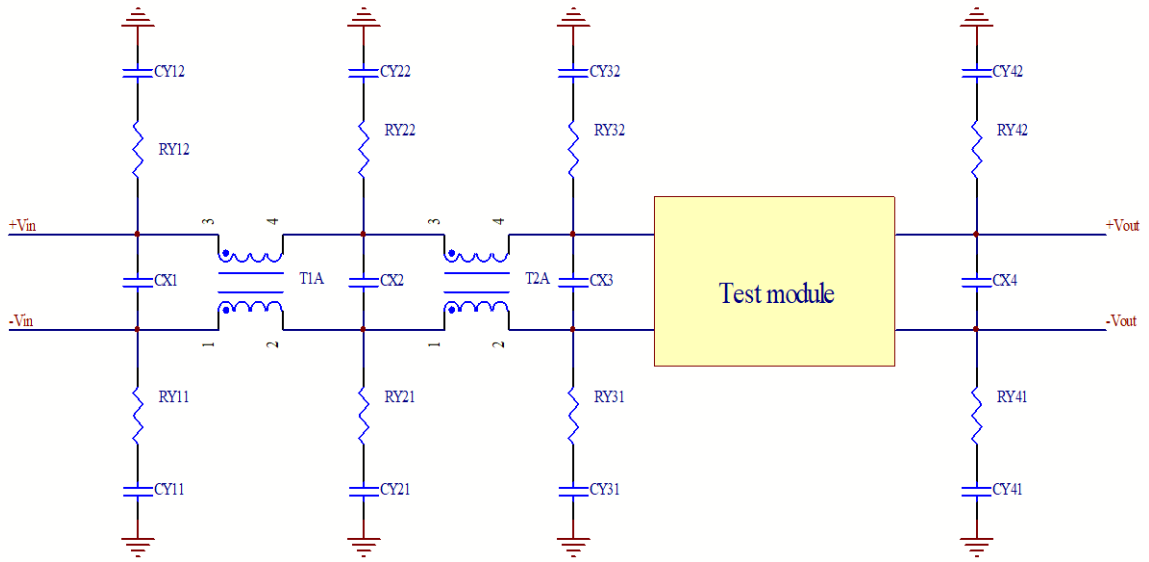 CY12
CY22
CY32
CY42
RY12
RY22
RY32
RY42
3
4
3
4
+Vin
+Vout
CX1
T1A
CX2
T2A
CX3
Test module
CX4
-Vin
-Vout
1
2
1
2
RY11
RY21
RY31
RY41
CY11
CY21
CY31
CY41